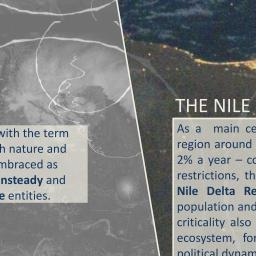 with the term
h nature and
mbraced as
nsteady and
e entities.
THE NILE
As a main ce
region around
2% a year – co
restrictions, th
Nile Delta Re
population and
criticality also
ecosystem, for
political dynam